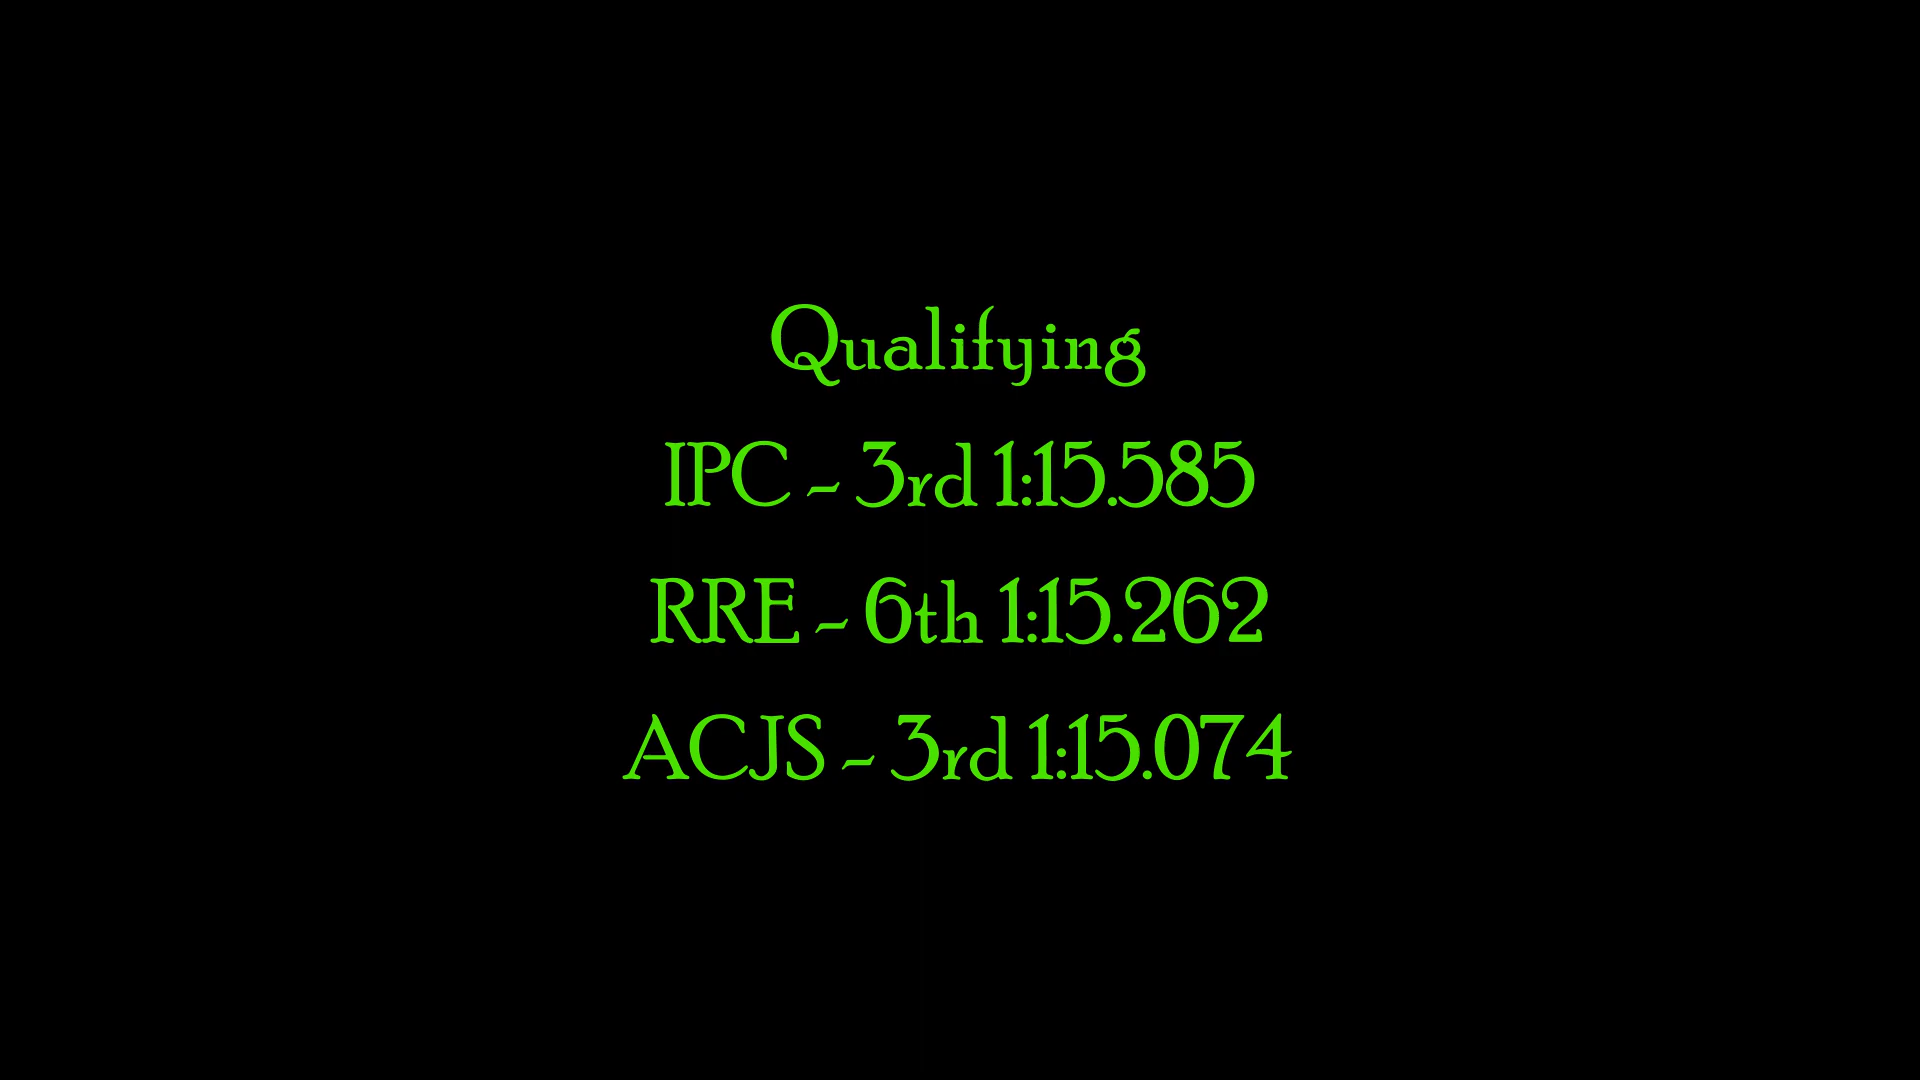 Qualifying
IPC - 3rd 1:15.585
RRE - 6th 1:15.262
ACJS - 3rd 1:15.074